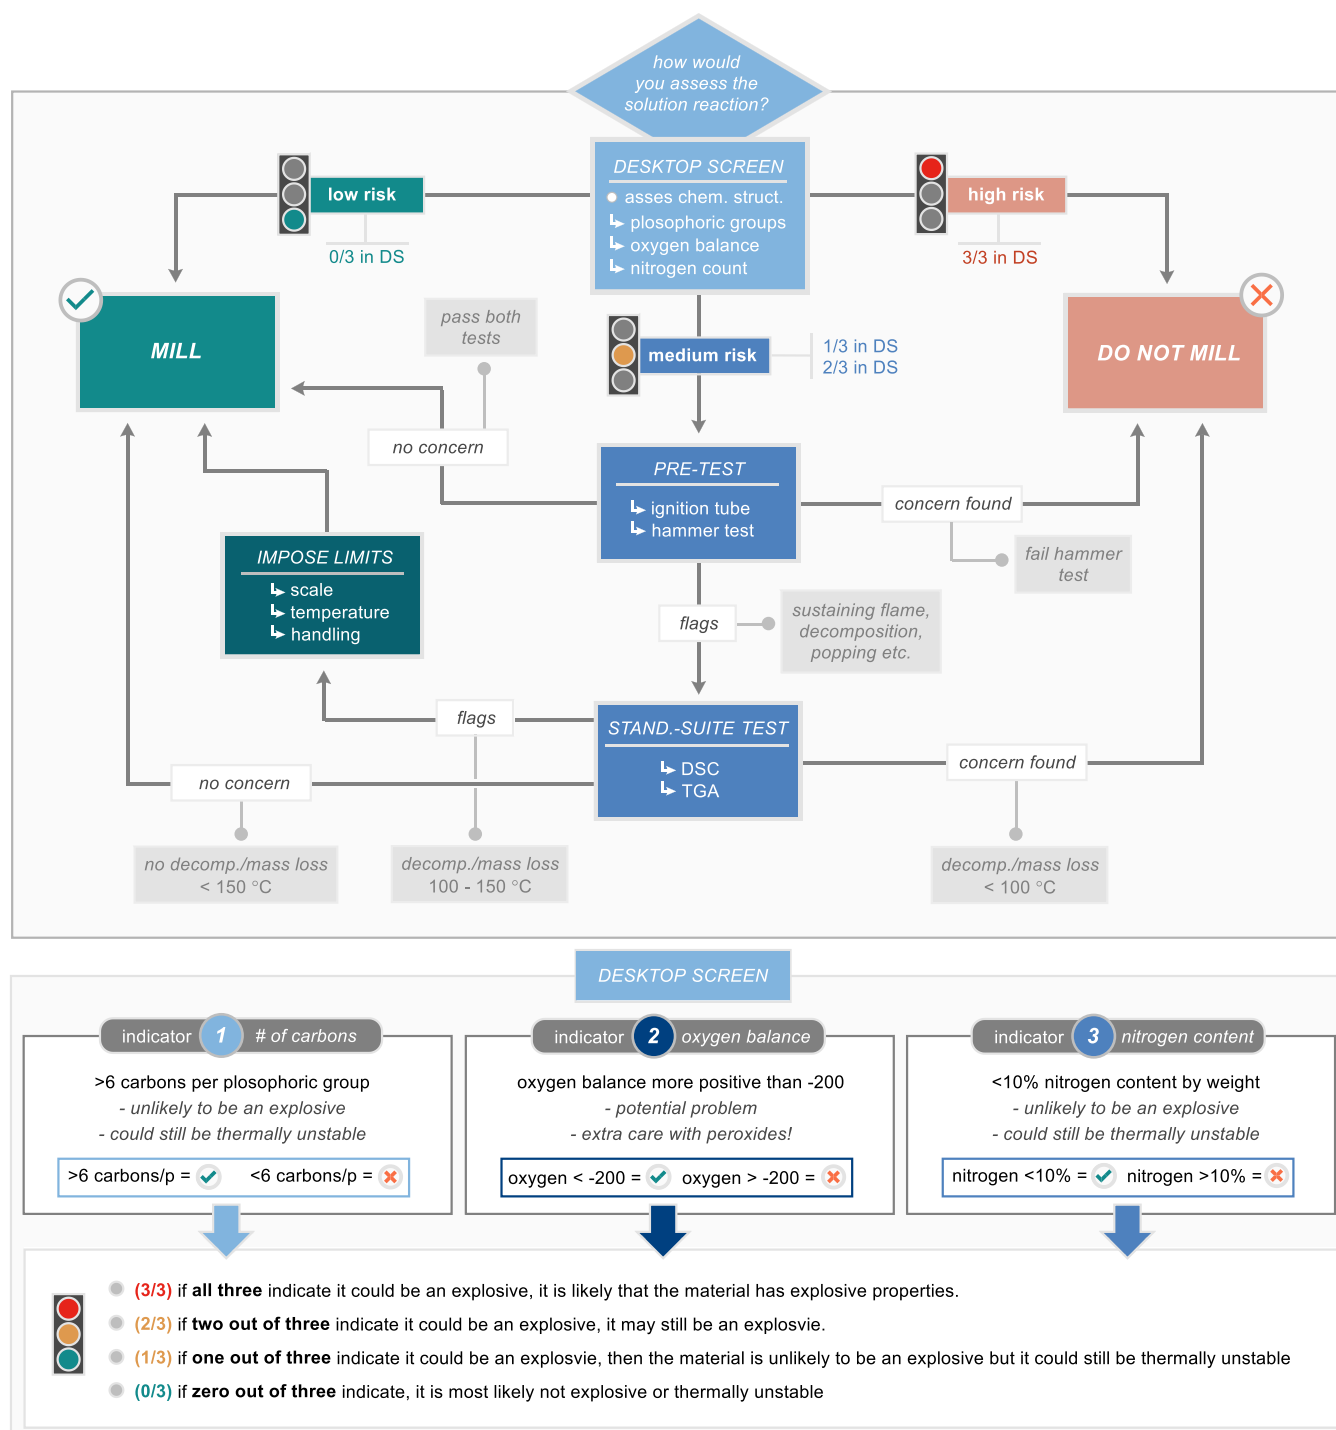 how would
you assess the
solution reaction?
DESKTOP SCREEN
asses chem. struct.
plosophoric groups
oxygen balance
nitrogen count
low risk
0/3 in DS
high risk
3/3 in DS
MILL
pass both
tests
medium risk
1/3 in DS
2/3 in DS
DO NOT MILL
no concern
PRE-TEST
ignition tube
hammer test
concern found
fail hammer
test
IMPOSE LIMITS
scale
temperature
handling
flags
sustaining flame,
decomposition,
popping etc.
flags
STAND.-SUITE TEST
DSC
TGA
no concern
concern found
no decomp./mass loss
< 150 °C
decomp./mass loss
100 - 150 °C
decomp./mass loss
< 100 °C
DESKTOP SCREEN
indicator 1 # of carbons
>6 carbons per plosophoric group
- unlikely to be an explosive
- could still be thermally unstable
>6 carbons/p = <6 carbons/p =
indicator 2 oxygen balance
oxygen balance more positive than -200
- potential problem
- extra care with peroxides!
oxygen < -200 = oxygen > -200 =
indicator 3 nitrogen content
<10% nitrogen content by weight
- unlikely to be an explosive
- could still be thermally unstable
nitrogen <10% = nitrogen >10% =
(3/3) if all three indicate it could be an explosive, it is likely that the material has explosive properties.
(2/3) if two out of three indicate it could be an explosive, it may still be an explosvie.
(1/3) if one out of three indicate it could be an explosvie, then the material is unlikely to be an explosive but it could still be thermally unstable
(0/3) if zero out of three indicate, it is most likely not explosive or thermally unstable